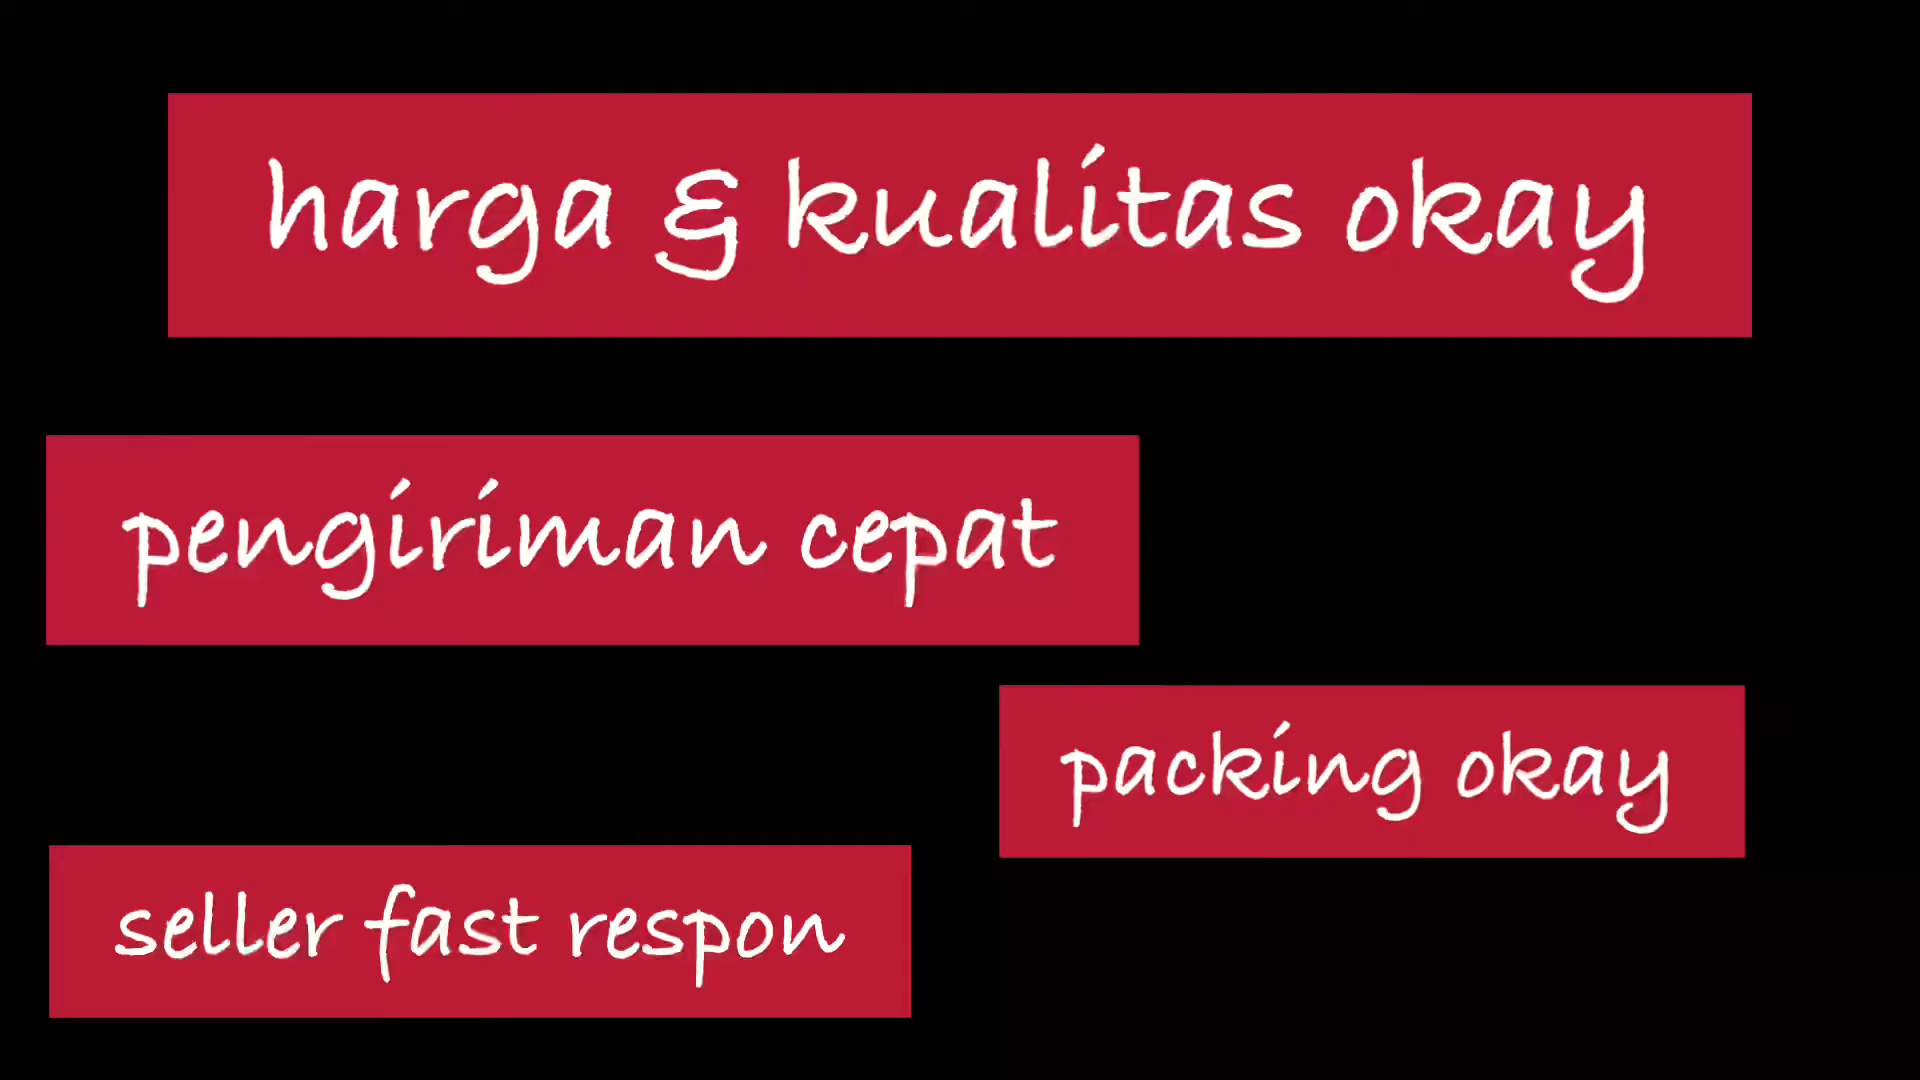 harga & kualitas okay
pengiriman cepat
packing okay
seller fast respon